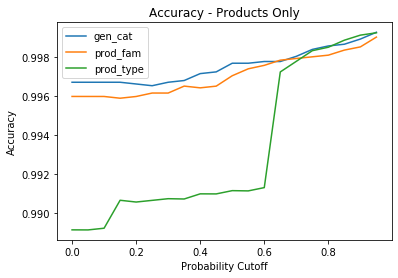 Accuracy - Products Only
gen_cat
prod_fam
prod_type
0.998
0.996
0.994
0.992
0.990
Accuracy
0.0 0.2 0.4 0.6 0.8
Probability Cutoff